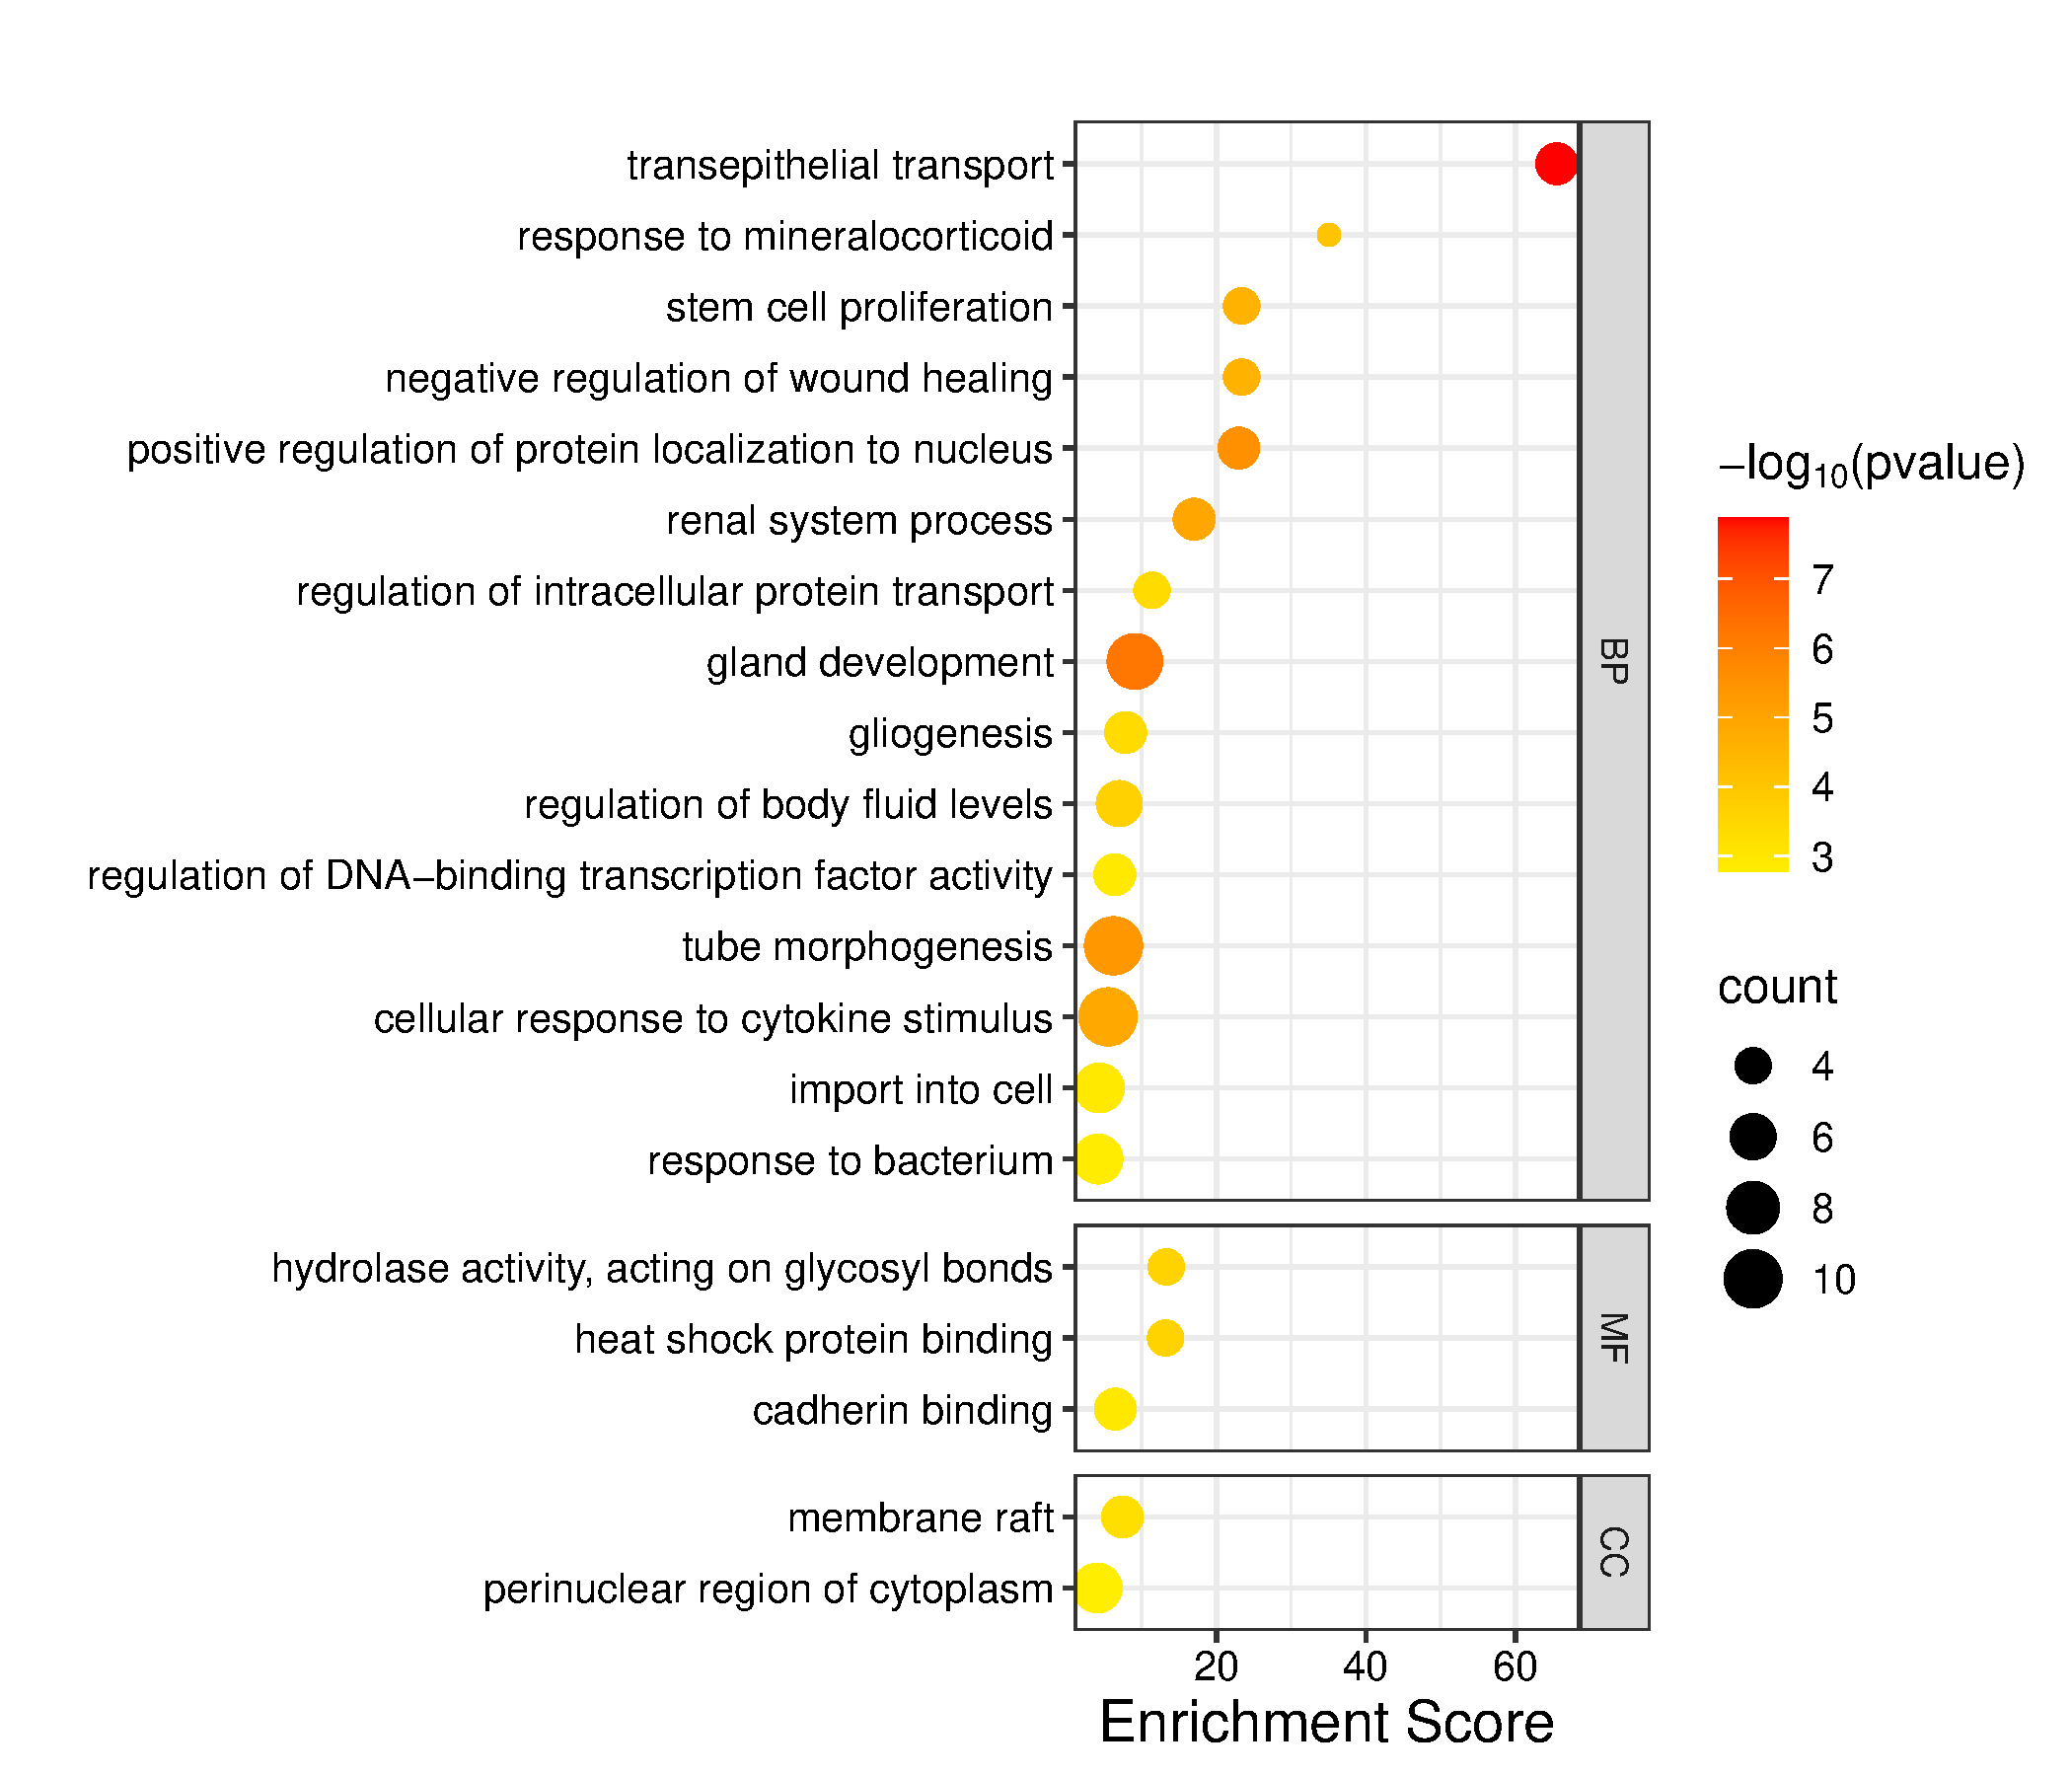 transepithelial transport
response to mineralocorticoid
stem cell proliferation
negative regulation of wound healing
positive regulation of protein localization to nucleus
renal system process
regulation of intracellular protein transport
gland development
gliogenesis
regulation of body fluid levels
regulation of DNA−binding transcription factor activity
tube morphogenesis
cellular response to cytokine stimulus
import into cell
response to bacterium
BP
hydrolase activity, acting on glycosyl bonds
heat shock protein binding
cadherin binding
MF
membrane raft
perinuclear region of cytoplasm
CC
20 40 60
Enrichment Score
−log₁₀(pvalue)
7
6
5
4
3
count
4
6
8
10